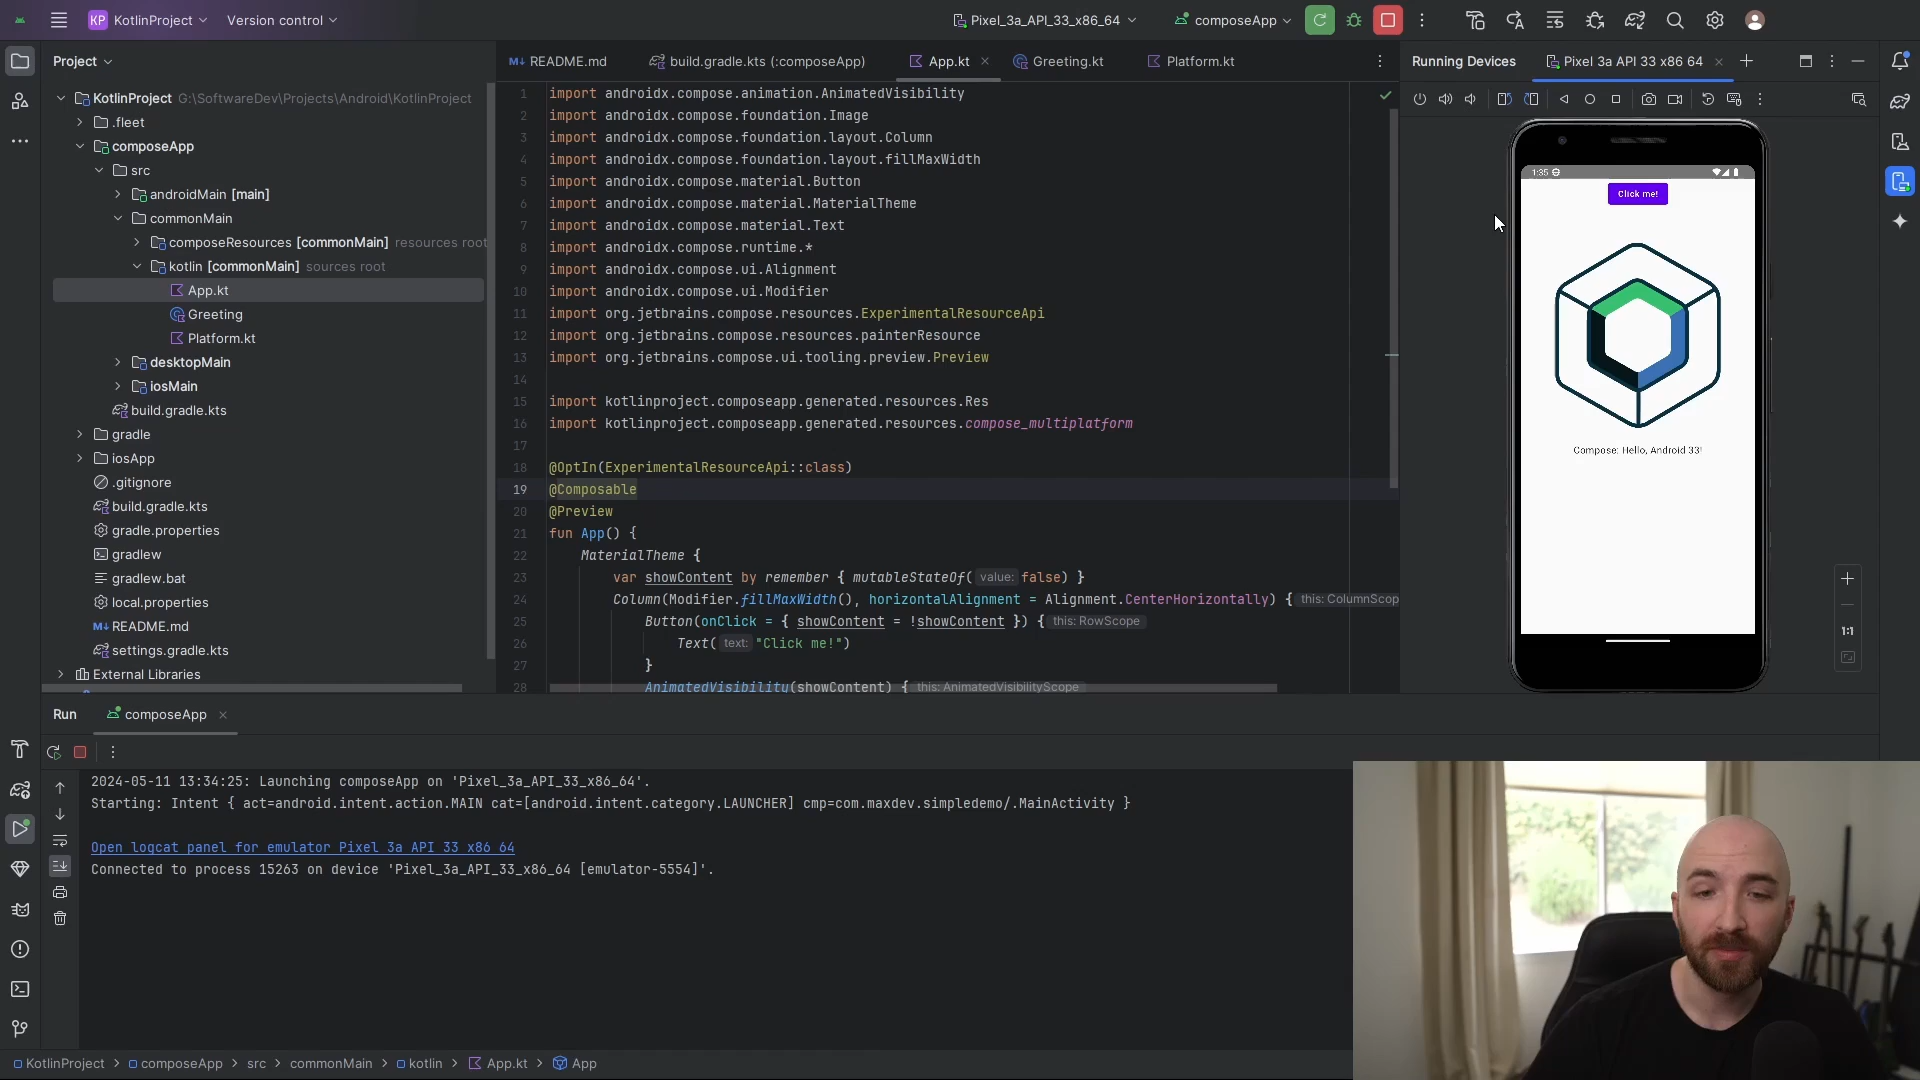 KP KotlinProject
Version control
Pixel_3a_API_33_x86_64
composeApp
Project
KotlinProject G:\SoftwareDev\Projects\Android\KotlinProject
.fleet
composeApp
src
androidMain [main]
commonMain
composeResources [commonMain] resources root
kotlin [commonMain] sources root
App.kt
Greeting
Platform.kt
desktopMain
iosMain
build.gradle.kts
gradle
iosApp
.gitignore
build.gradle.kts
gradle.properties
gradlew
gradlew.bat
local.properties
M↓ README.md
settings.gradle.kts
External Libraries
M↓ README.md
build.gradle.kts (:composeApp)
App.kt
Greeting.kt
Platform.kt
1 import androidx.compose.animation.AnimatedVisibility
2 import androidx.compose.foundation.Image
3 import androidx.compose.foundation.layout.Column
4 import androidx.compose.foundation.layout.fillMaxWidth
5 import androidx.compose.material.Button
6 import androidx.compose.material.MaterialTheme
7 import androidx.compose.material.Text
8 import androidx.compose.runtime.*
9 import androidx.compose.ui.Alignment
10 import androidx.compose.ui.Modifier
11 import org.jetbrains.compose.resources.ExperimentalResourceApi
12 import org.jetbrains.compose.resources.painterResource
13 import org.jetbrains.compose.ui.tooling.preview.Preview
14
15 import kotlinproject.composeapp.generated.resources.Res
16 import kotlinproject.composeapp.generated.resources.compose_multiplatform
17
18 @OptIn(ExperimentalResourceApi::class)
19 @Composable
20 @Preview
21 fun App() {
22 MaterialTheme {
23 var showContent by remember { mutableStateOf( value: false) }
24 Column(Modifier.fillMaxWidth(), horizontalAlignment = Alignment.CenterHorizontally) { this: ColumnScop
25 Button(onClick = { showContent = !showContent }) { this: RowScope
26 Text( text: "Click me!")
27 }
28 AnimatedVisibility(showContent) { this: AnimatedVisibilityScope
Running Devices
Pixel 3a API 33 x86 64
1:35
Click me!
Compose: Hello, Android 33!
1:1
Run
composeApp
2024-05-11 13:34:25: Launching composeApp on 'Pixel_3a_API_33_x86_64'.
Starting: Intent { act=android.intent.action.MAIN cat=[android.intent.category.LAUNCHER] cmp=com.maxdev.simpledemo/.MainActivity }
Open logcat panel for emulator Pixel 3a API 33 x86 64
Connected to process 15263 on device 'Pixel_3a_API_33_x86_64 [emulator-5554]'.
KotlinProject > composeApp > src > commonMain > kotlin > App.kt > App